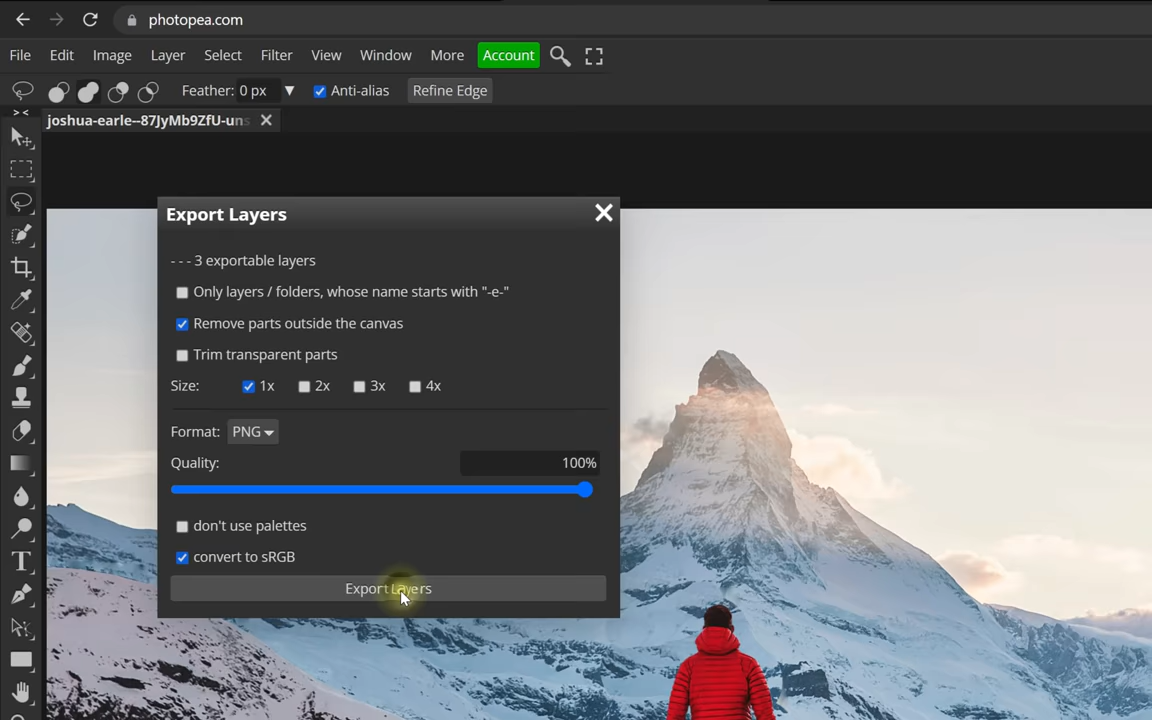 photopea.com
File Edit Image Layer Select Filter View Window More Account
Feather: 0 px Anti-alias Refine Edge
joshua-earle--87JyMb9ZfU-uns
Export Layers
- - - 3 exportable layers
Only layers / folders, whose name starts with "-e-"
Remove parts outside the canvas
Trim transparent parts
Size: 1x 2x 3x 4x
Format: PNG
Quality: 100%
don't use palettes
convert to sRGB
Export Layers